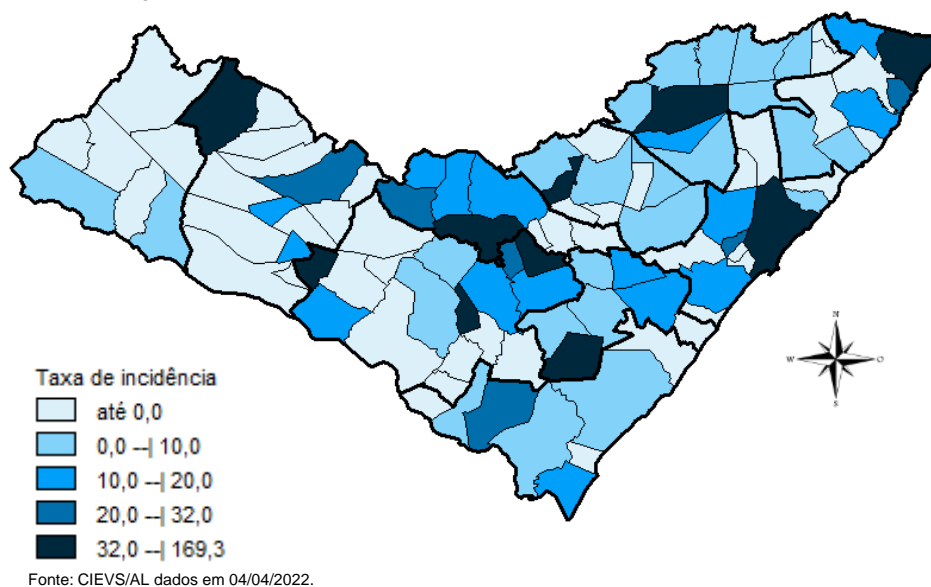 N
W
O
S
Taxa de incidência
até 0,0
0,0 --| 10,0
10,0 --| 20,0
20,0 --| 32,0
32,0 --| 169,3
Fonte: CIEVS/AL dados em 04/04/2022.